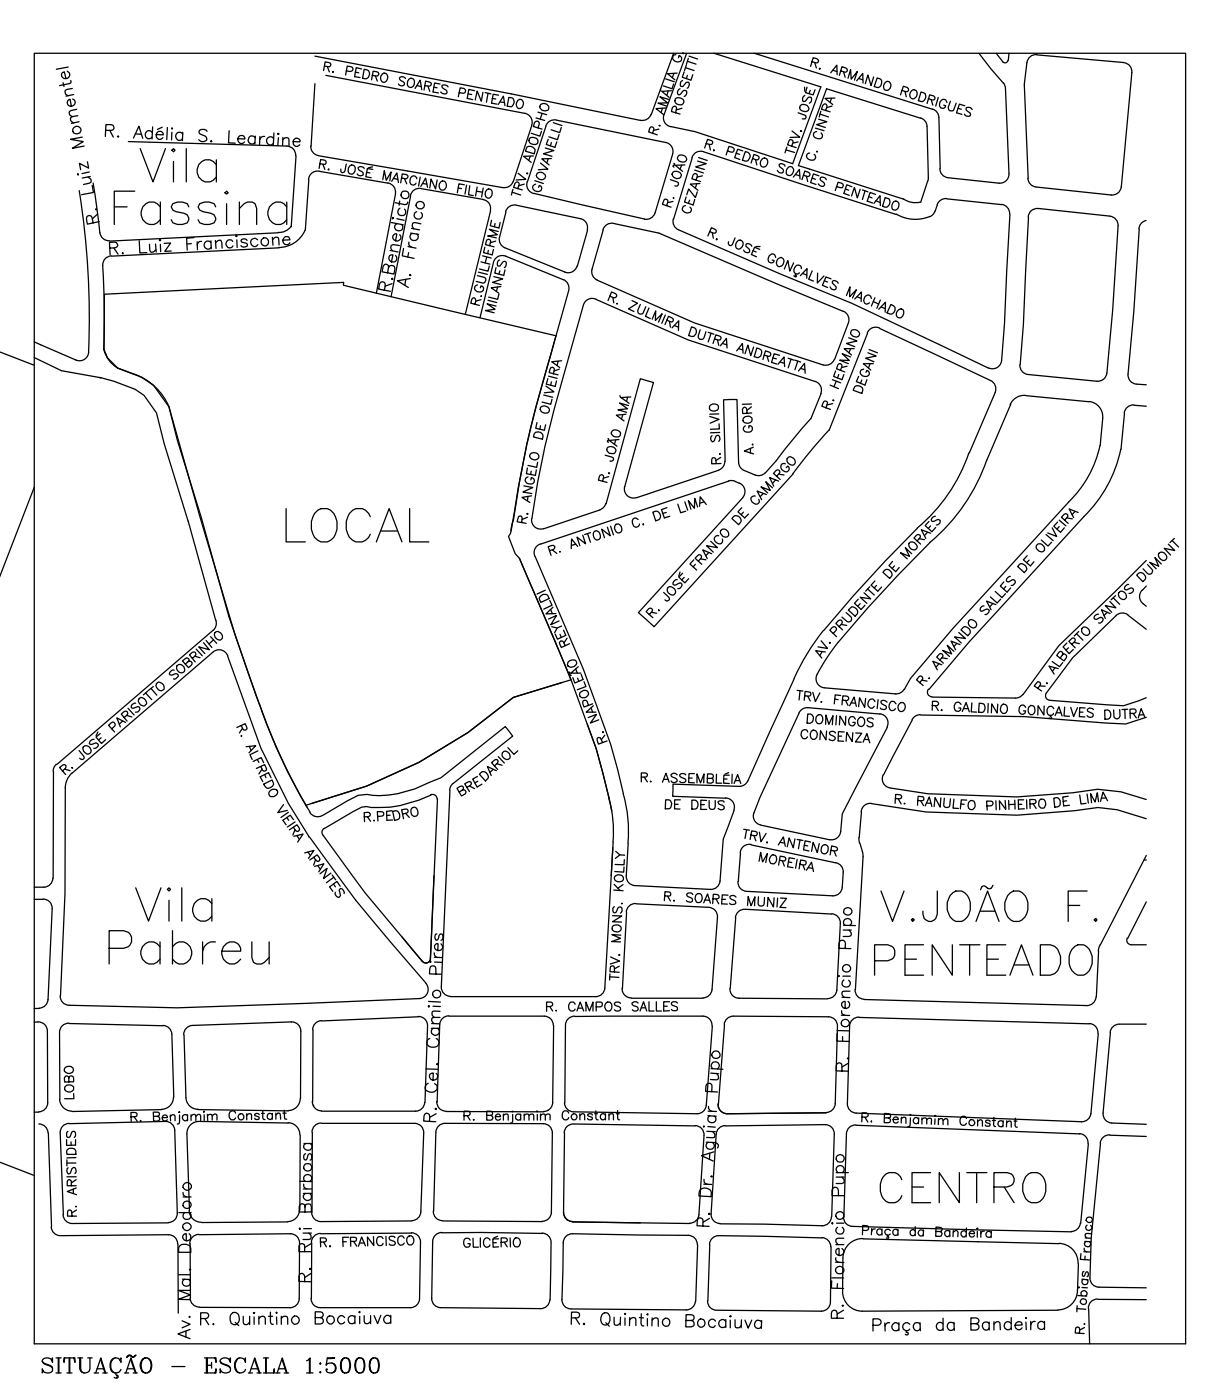 R. Luiz Momentel
R. PEDRO SOARES PENTEADO
R. AMALIA G.
ROSSETTI
R. ARMANDO RODRIGUES
TRV. JOSÉ
C. CINTRA
R. Adélia S. Leardine
Vila
Fassina
R. Luiz Franciscone
R. JOSÉ MARCIANO FILHO
TRV. ADOLPHO
GIOVANELLI
R. PEDRO SOARES PENTEADO
R. JOÃO
CEZARINI
R.Benedicto
A. Franco
R.GUILHERME
MILANES
R. JOSÉ GONÇALVES MACHADO
R. ZULMIRA DUTRA ANDREATTA
R. HERMANO
DEGANI
R. ANGELO DE OLIVEIRA
R. JOÃO AMÁ
R. SILVIO
A. GORI
LOCAL
R. ANTONIO C. DE LIMA
R. JOSÉ FRANCO DE CAMARGO
AV. PRUDENTE DE MORAES
R. ARMANDO SALLES DE OLIVEIRA
R. ALBERTO SANTOS DUMONT
R. NAPOLEÃO REYNALDI
R. JOSÉ PARISOTTO SOBRINHO
TRV. FRANCISCO
DOMINGOS
CONSENZA
R. GALDINO GONÇALVES DUTRA
R. ALFREDO VIEIRA ARANTES
R.PEDRO
BREDARIOL
R. ASSEMBLÉIA
DE DEUS
R. RANULFO PINHEIRO DE LIMA
TRV. ANTENOR
MOREIRA
TRV. MONS. KOLLY
R. SOARES MUNIZ
Vila
Pabreu
V.JOÃO F.
PENTEADO
R. CAMPOS SALLES
R. Cel. Camilo Pires
R. Florencio Pupo
R. Dr. Aguiar Pupo
R. ARISTIDES LOBO
R. Benjamim Constant
R. Benjamim Constant
R. Benjamim Constant
Av. Mal. Deodoro
R. Rui Barbosa
R. Florencio Pupo
CENTRO
R. FRANCISCO GLICÉRIO
Praça da Bandeira
R. Tobias Franco
R. Quintino Bocaiuva
R. Quintino Bocaiuva
Praça da Bandeira
SITUAÇÃO – ESCALA 1:5000